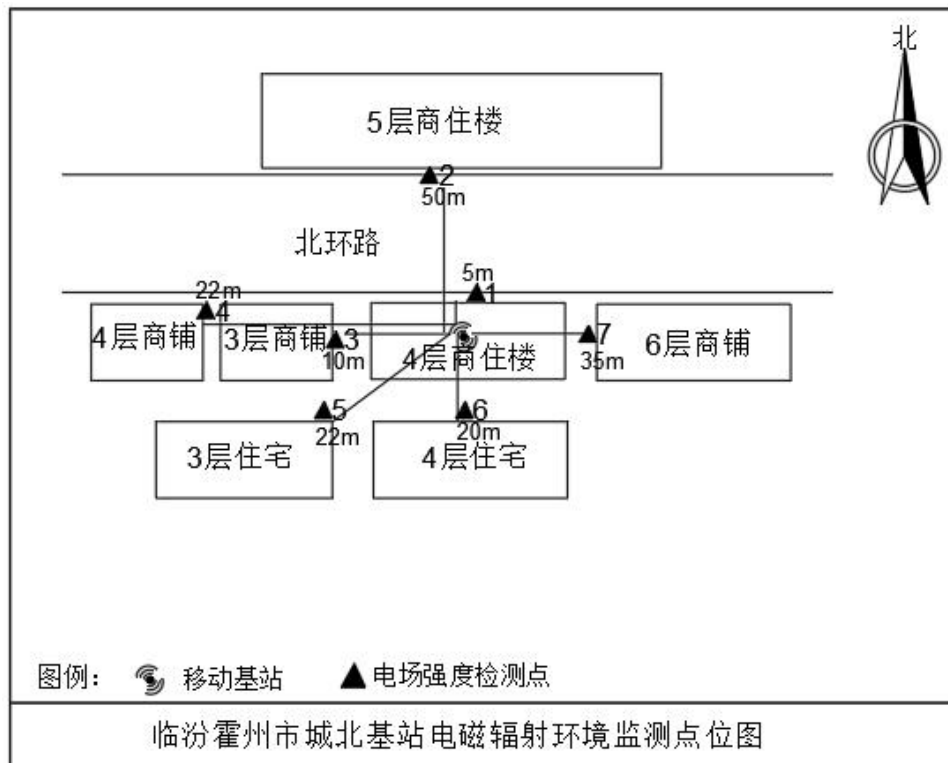 北
5层商住楼
2
50m
北环路
5m
1
22m
4
4层商铺
3层商铺
3
10m
4层商住楼
7
35m
6层商铺
5
22m
6
20m
3层住宅
4层住宅
图例： 移动基站 电场强度检测点
临汾霍州市城北基站电磁辐射环境监测点位图